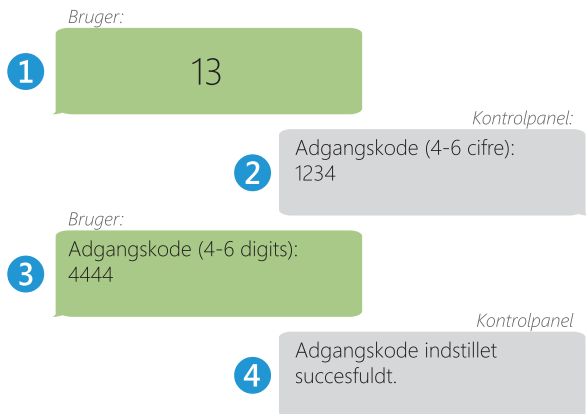 Bruger:
1
13
Kontrolpanel:
2
Adgangskode (4-6 cifre):
1234
Bruger:
3
Adgangskode (4-6 digits):
4444
Kontrolpanel
4
Adgangskode indstillet
succesfuldt.